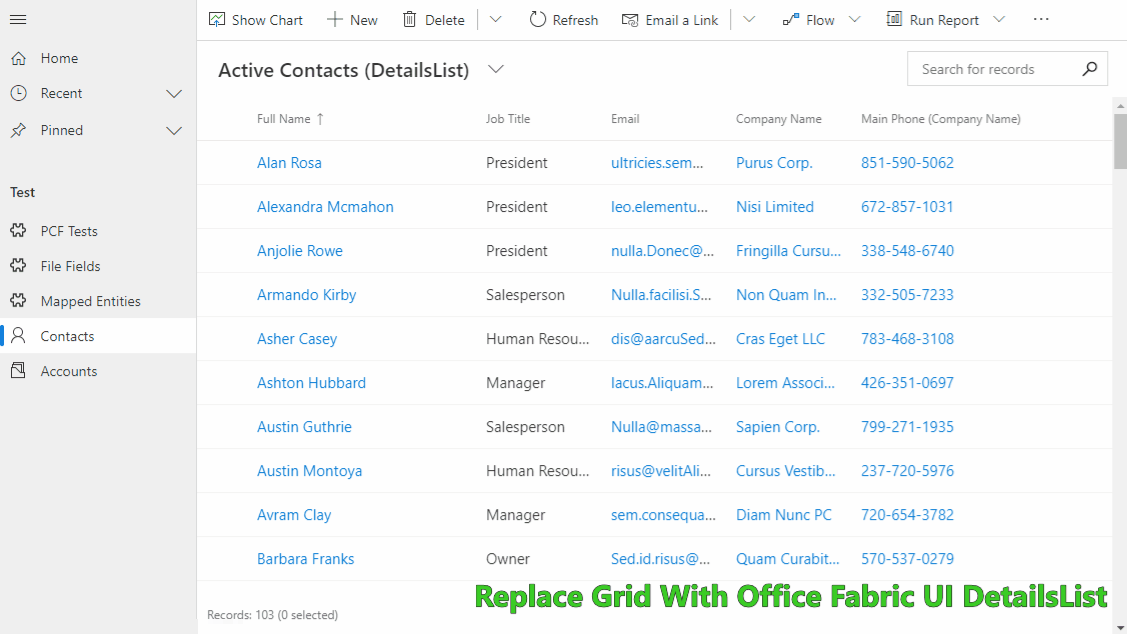 Show Chart New Delete Refresh Email a Link Flow Run Report ...
Home
Recent
Pinned
Test
PCF Tests
File Fields
Mapped Entities
Contacts
Accounts
Active Contacts (DetailsList)
Search for records
Full Name ↑ Job Title Email Company Name Main Phone (Company Name)
Alan Rosa President ultricies.sem... Purus Corp. 851-590-5062
Alexandra Mcmahon President leo.elementu... Nisi Limited 672-857-1031
Anjolie Rowe President nulla.Donec@... Fringilla Cursu... 338-548-6740
Armando Kirby Salesperson Nulla.facilisi.S... Non Quam In... 332-505-7233
Asher Casey Human Resou... dis@aarcuSed... Cras Eget LLC 783-468-3108
Ashton Hubbard Manager lacus.Aliquam... Lorem Associ... 426-351-0697
Austin Guthrie Salesperson Nulla@massa... Sapien Corp. 799-271-1935
Austin Montoya Human Resou... risus@velitAli... Cursus Vestib... 237-720-5976
Avram Clay Manager sem.consequa... Diam Nunc PC 720-654-3782
Barbara Franks Owner Sed.id.risus@... Quam Curabit... 570-537-0279
Replace Grid With Office Fabric UI DetailsList
Records: 103 (0 selected)